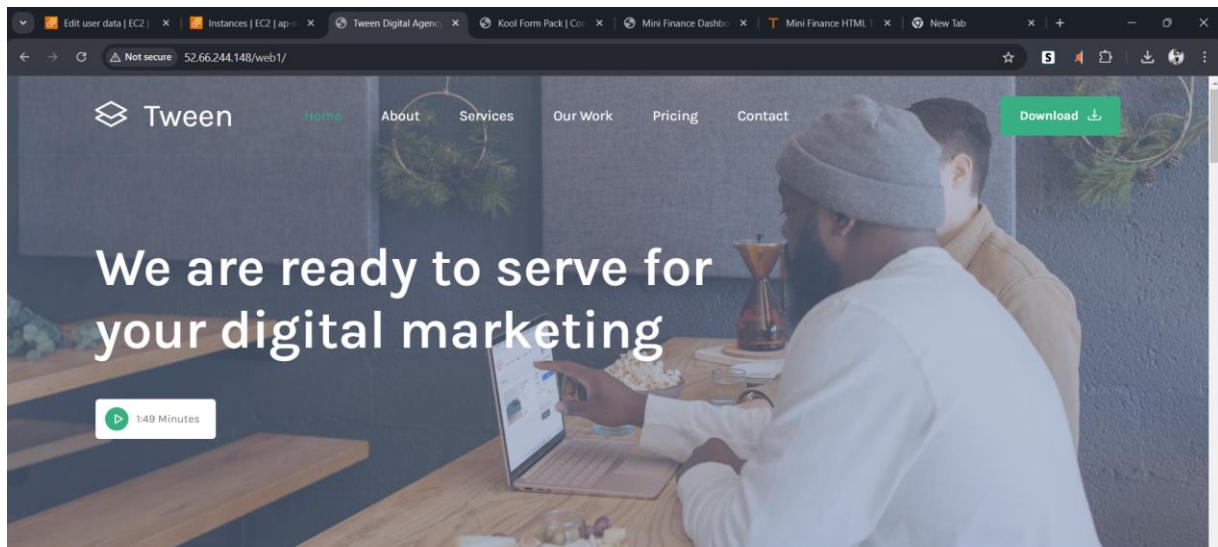 Edit user data | EC2 |
Instances | EC2 | ap-s
Tween Digital Agency
Kool Form Pack | Co
Mini Finance Dashbo
Mini Finance HTML T
New Tab
Not secure
52.66.244.148/web1/
S
Tween
Home
About
Services
Our Work
Pricing
Contact
Download
We are ready to serve for
your digital marketing
1:49 Minutes